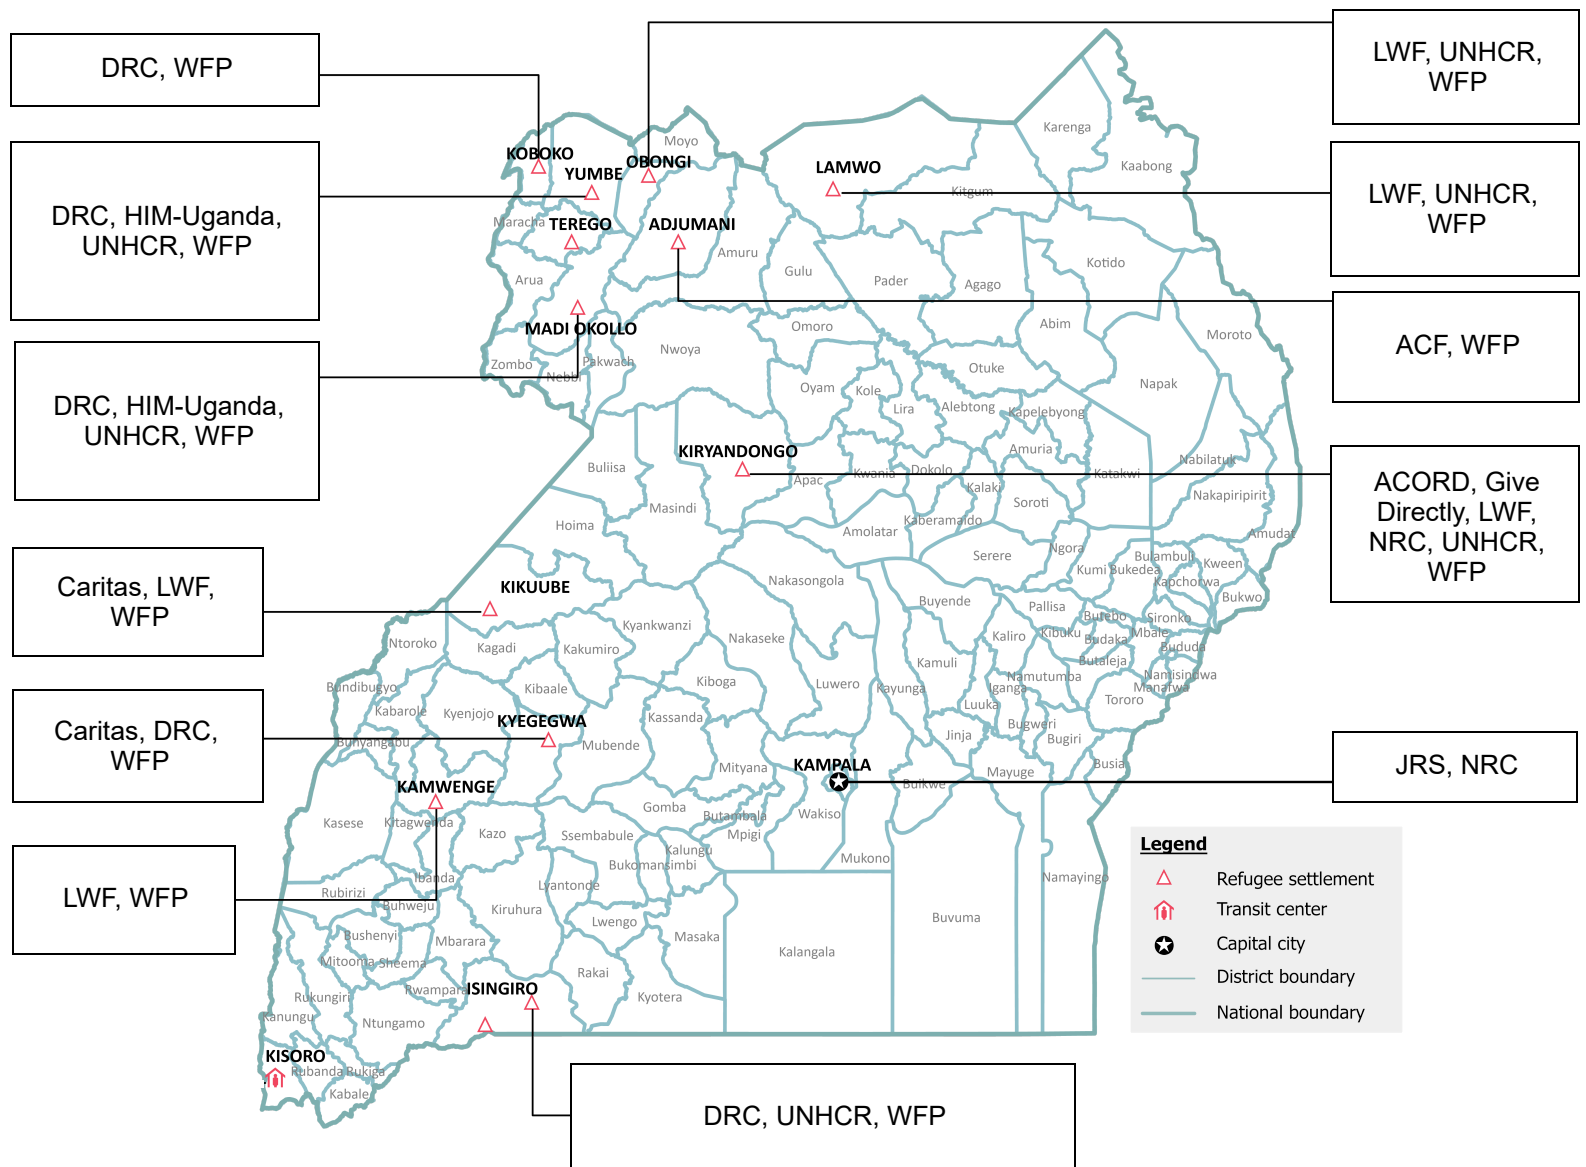 DRC, WFP
LWF, UNHCR,
WFP
DRC, HIM-Uganda,
UNHCR, WFP
LWF, UNHCR,
WFP
DRC, HIM-Uganda,
UNHCR, WFP
ACF, WFP
ACORD, Give
Directly, LWF,
NRC, UNHCR,
WFP
Caritas, LWF,
WFP
Caritas, DRC,
WFP
JRS, NRC
LWF, WFP
DRC, UNHCR, WFP
KOBOKO
YUMBE
OBONGI
Moyo
LAMWO
Karenga
Kaabong
Kitgum
Maracha
TEREGO
ADJUMANI
Amuru
Arua
Gulu
Pader
Agago
Kotido
MADI OKOLLO
Omoro
Abim
Moroto
Zombo
Nebbi
Pakwach
Nwoya
Otuke
Napak
Oyam
Kole
Lira
Alebtong
Kapelebyong
KIRYANDONGO
Amuria
Buliisa
Apac
Kwania
Dokolo
Katakwi
Nabilatuk
Masindi
Kalaki
Soroti
Nakapiripirit
Hoima
Amolatar
Kaberamaido
Amudat
Serere
Ngora
Kumi
Bukedea
Bulambuli
Kween
Kapchorwa
Bukwo
KIKUUBE
Nakasongola
Buyende
Pallisa
Butebo
Sironko
Ntoroko
Kagadi
Kakumiro
Kyankwanzi
Nakaseke
Kaliro
Kibuku
Budaka
Mbale
Bududa
Kamuli
Butaleja
Namisindwa
Manafwa
Bundibugyo
Kibaale
Kiboga
Luwero
Kayunga
Namutumba
Iganga
Luuka
Tororo
Kabarole
Kyenjojo
KYEGEGWA
Kassanda
Bugweri
Bugiri
Bunyangabu
Mubende
Jinja
Mityana
KAMPALA
Mayuge
Busia
KAMWENGE
Buikwe
Kasese
Kitagwenda
Kazo
Gomba
Butambala
Mpigi
Wakiso
Ssembabule
Kalungu
Bukomansimbi
Mukono
Ibanda
Rubirizi
Buhweju
Lyantonde
Kiruhura
Namayingo
Lwengo
Buvuma
Bushenyi
Mbarara
Masaka
Kalangala
Mitooma
Sheema
Rakai
Rwampara
ISINGIRO
Kyotera
Rukungiri
Kanungu
Ntungamo
KISORO
Rubanda
Rukiga
Kabale
Legend
Refugee settlement
Transit center
Capital city
District boundary
National boundary